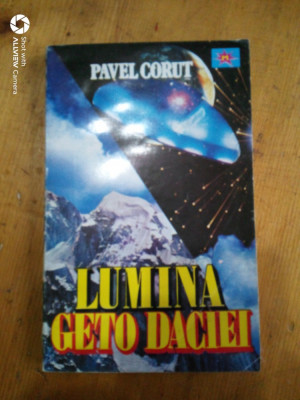 Shot with
ALLVIEW Camera
PAVEL CORUT
LUMINA
GETO DACIEI